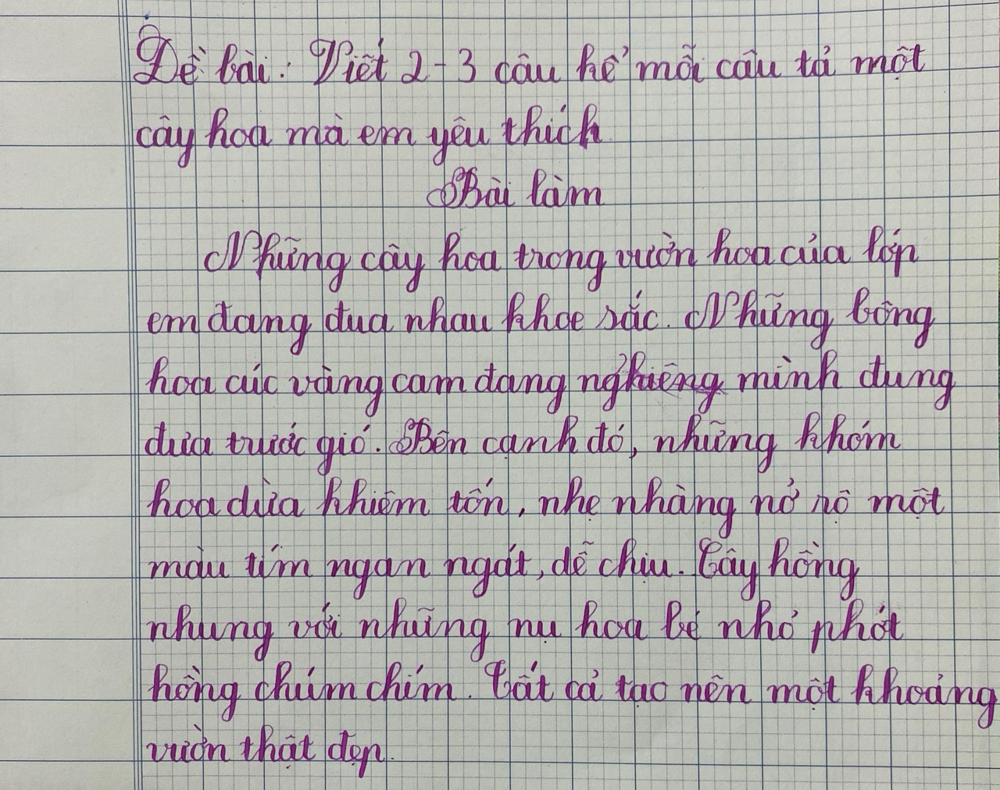 Đề bài: Viết 2-3 câu kể mỗi câu tả một
cây hoa mà em yêu thích
Bài làm
Những cây hoa trong vườn hoa của lớp
em đang đua nhau khoe sắc. Những bông
hoa cúc vàng cam đang nghiêng mình đung
đưa trước gió. Bên cạnh đó, những khóm
hoa dừa khiêm tốn, nhẹ nhàng nở rộ một
màu tím ngan ngát, dễ chịu. Cây hồng
nhung với những nụ hoa bé nhỏ phớt
hồng chúm chím. Tất cả tạo nên một khoảng
vườn thật đẹp.